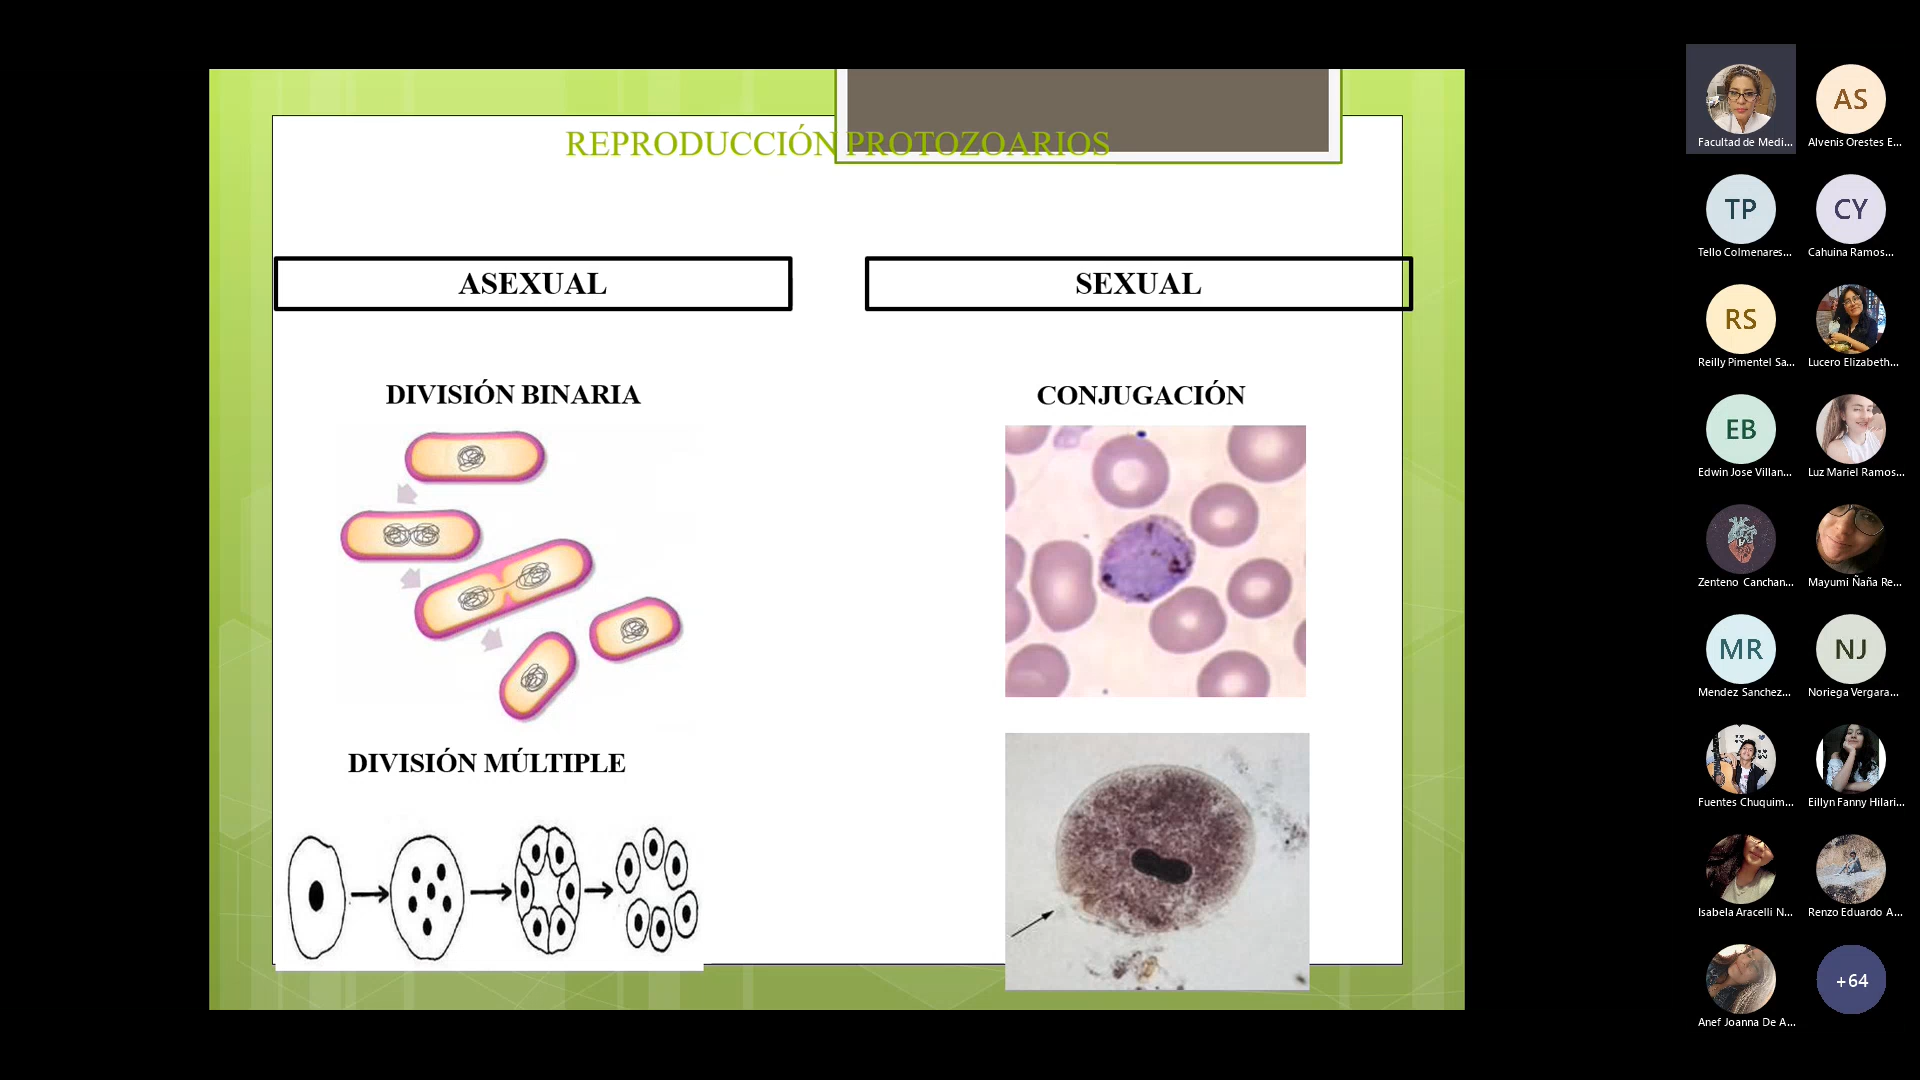 REPRODUCCIÓN PROTOZOARIOS
ASEXUAL
SEXUAL
DIVISIÓN BINARIA
CONJUGACIÓN
DIVISIÓN MÚLTIPLE
Facultad de Medi...
AS
Alvenis Orestes E...
TP
Tello Colmenares...
CY
Cahuina Ramos...
RS
Reilly Pimentel Sa...
Lucero Elizabeth...
EB
Edwin Jose Villan...
Luz Mariel Ramos...
Zenteno Canchan...
Mayumi Ñaña Re...
MR
Mendez Sanchez...
NJ
Noriega Vergara...
Fuentes Chuquim...
Eillyn Fanny Hilari...
Isabela Aracelli N...
Renzo Eduardo A...
Anef Joanna De A...
+64